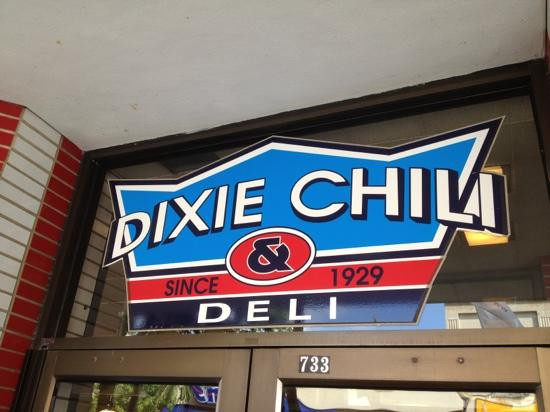 DIXIE CHILI
&
SINCE 1929
DELI
733